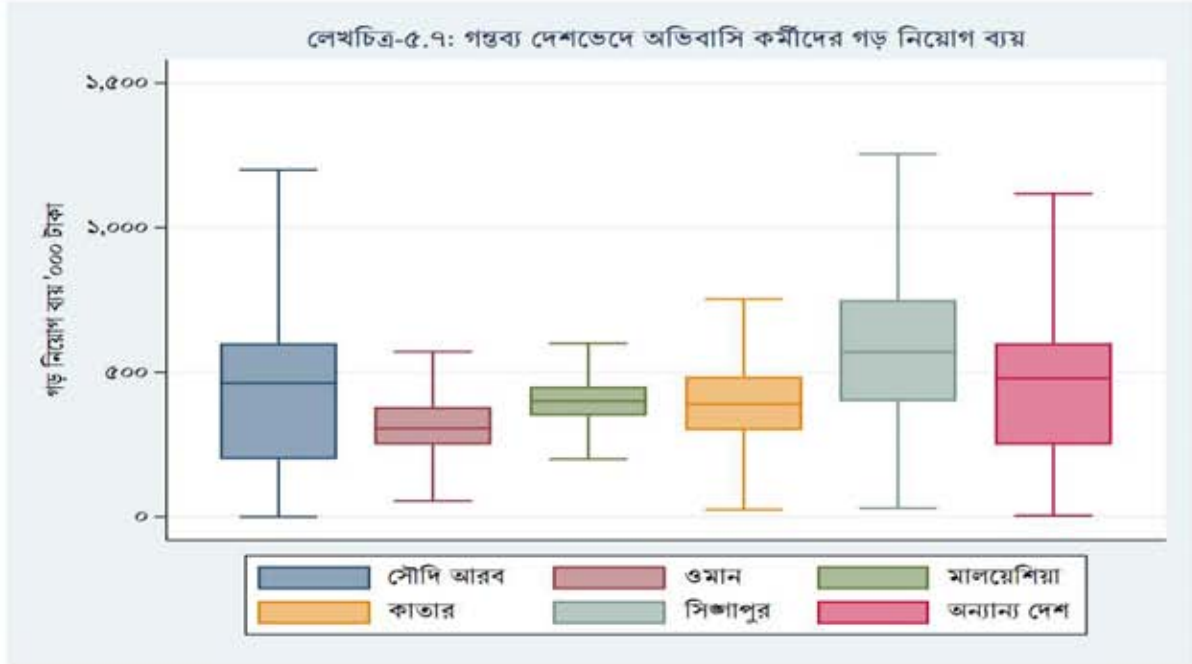 লেখচিত্র-৫.৭: গন্তব্য দেশভেদে অভিবাসি কর্মীদের গড় নিয়োগ ব্যয়
গড় নিয়োগ ব্যয় '০০০ টাকা
১,৫০০
১,০০০
৫০০
০
সৌদি আরব ওমান মালয়েশিয়া
কাতার সিঙ্গাপুর অন্যান্য দেশ